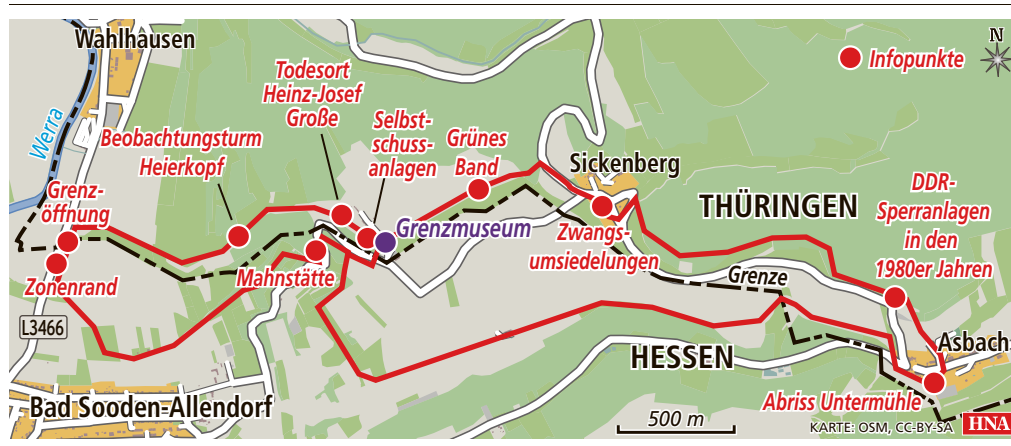 Wahlhausen
Werra
Todesort
Heinz-Josef
Große
Beobachtungsturm
Heierkopf
Selbst-
schuss-
anlagen
Grünes
Band
Infopunkte
N
Sickenberg
Grenz-
öffnung
Grenzmuseum
THÜRINGEN
DDR-
Sperranlagen
in den
1980er Jahren
Zwangs-
umsiedelungen
Zonenrand
Mahnstätte
Grenze
L3466
HESSEN
Asbach
Bad Sooden-Allendorf
500 m
Abriss Untermühle
KARTE: OSM, CC-BY-SA
HNA